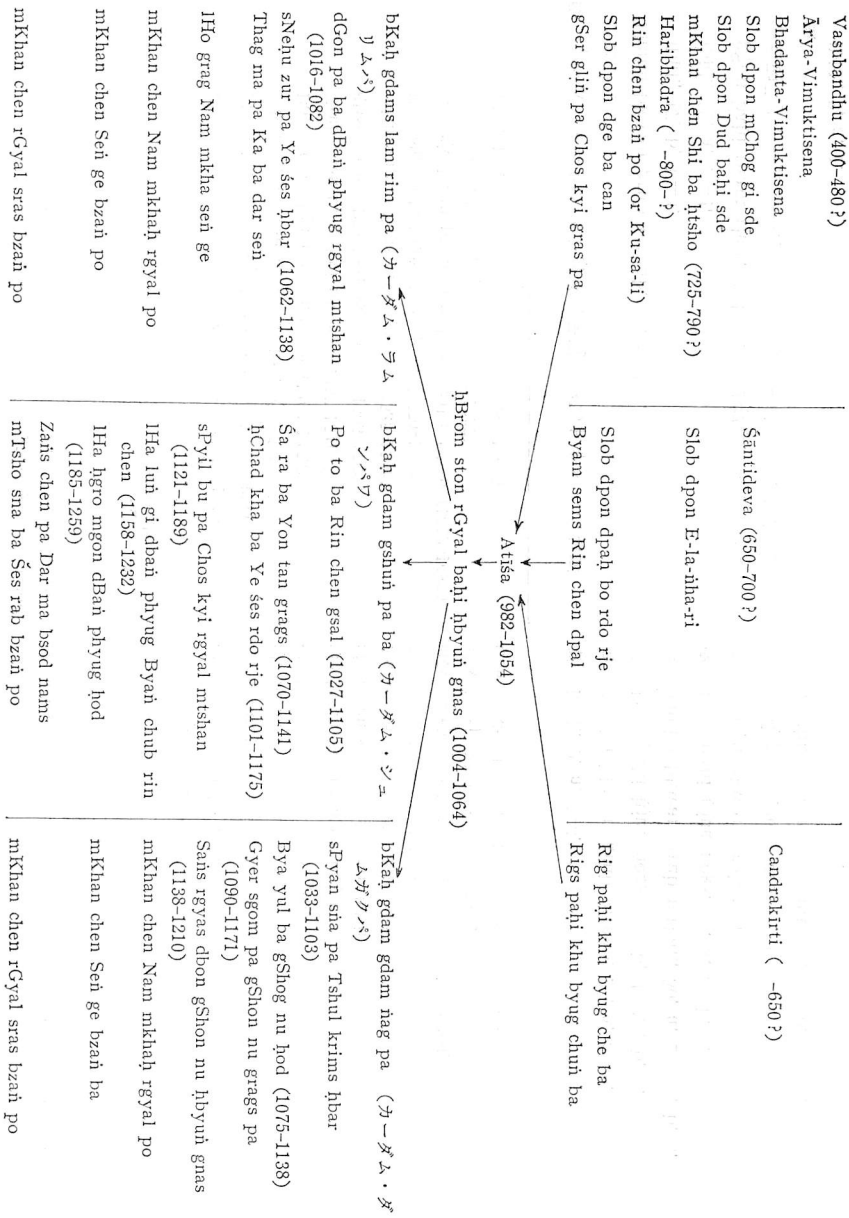 Vasubandhu (400–480?)
Ārya-Vimuktiseṇa
Bhadanta-Vimuktisena
Slob dpon mChog gi sde
Slob dpon Dud baḥi sde
mKhan chen Shi ba ḥtsho (725–790?)
Haribhadra (   –800–?)
Rin chen bzaṅ po (or Ku-sa-li)
Slob dpon dge ba can
gSer gliṅ pa Chos kyi gras pa
Śāntideva (650–700?)
Slob dpon E-la-ṅha-ri
Slob dpon dpaḥ bo rdo rje
Byam sems Rin chen dpal
Candrakīrti (   –650?)
Rig paḥi khu byug che ba
Rigs paḥi khu byug chuṅ ba
Atīśa (982–1054)
ḥBrom ston rGyal baḥi ḥbyuṅ gnas (1004–1064)
bKaḥ gdams lam rim pa (カーダム・ラム
リムパ)
dGon pa ba dBaṅ phyug rgyal mtshan
(1016–1082)
sNeḥu zur pa Ye śes ḥbar (1062–1138)
Thag ma pa Ka ba dar seṅ
lHo grag Nam mkha seṅ ge
mKhan chen Nam mkhaḥ rgyal po
mKhan chen Seṅ ge bzaṅ po
mKhan chen rGyal sras bzaṅ po
bKaḥ gdam gshuṅ pa ba (カーダム・シュ
ンパワ)
Po to ba Rin chen gsal (1027–1105)
Śa ra ba Yon tan grags (1070–1141)
ḥChad kha ba Ye śes rdo rje (1101–1175)
sPyil bu pa Chos kyi rgyal mtshan
(1121–1189)
lHa luṅ gi dbaṅ phyug Byaṅ chub rin
chen (1158–1232)
lHa ḥgro mgon dBaṅ phyug ḥod
(1185–1259)
Zaṅs chen pa Dar ma bsod nams
mTsho sna ba Śes rab bzaṅ po
bKaḥ gdam gdam ṅag pa (カーダム・ダ
ムガクパ)
sPyan sṅa pa Tshul krims ḥbar
(1033–1103)
Bya yul ba gShog nu ḥod (1075–1138)
Gyer sgom pa gShon nu grags pa
(1090–1171)
Saṅs rgyas dbon gShon nu ḥbyuṅ gnas
(1138–1210)
mKhan chen Nam mkhaḥ rgyal po
mKhan chen Seṅ ge bzaṅ ba
mKhan chen rGyal sras bzaṅ po